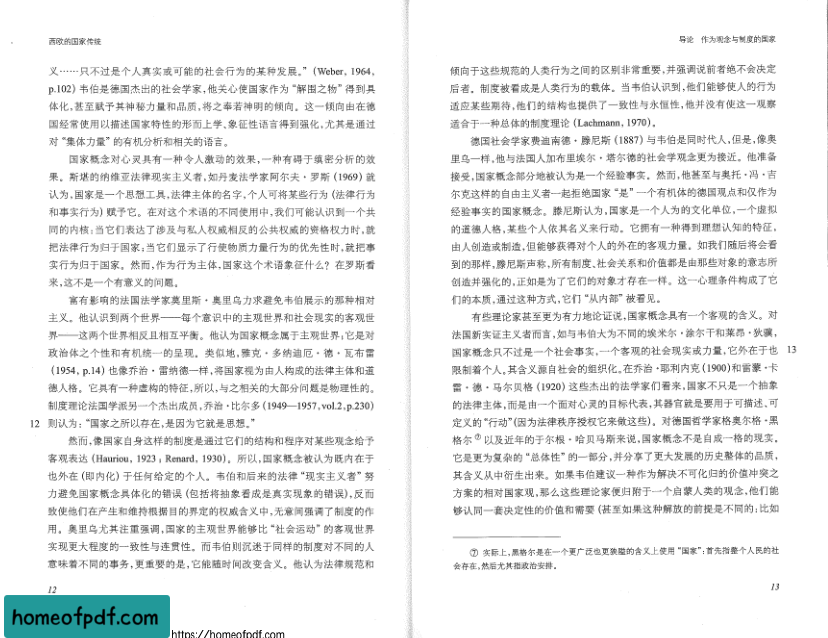 西欧的国家传统
义……只不过是个人真实或可能的社会行为的某种发展。”(Weber, 1964,
p.102) 韦伯是德国杰出的社会学家,他关心使国家作为“解围之物”得到具
体化,甚至赋予其神秘力量和品质,将之奉若神明的倾向。这一倾向由在德
国经常使用以描述国家特性的形而上学、象征性语言得到强化,尤其是通过
对“集体力量”的有机分析和相关的语言。
国家概念对心灵具有一种令人激动的效果,一种有碍于缜密分析的效
果。斯堪的纳维亚法律现实主义者,如丹麦法学家阿尔夫·罗斯 (1969) 就
认为,国家是一个思想工具,法律主体的名字,个人可将某些行为 (法律行为
和事实行为) 赋予它。在对这个术语的不同使用中,我们可能认识到一个共
同的内核:当它们表达了涉及与私人权威相反的公共权威的资格权力时,就
把法律行为归于国家;当它们显示了行使物质力量行为的优先性时,就把事
实行为归于国家。然而,作为行为主体,国家这个术语象征什么? 在罗斯看
来,这不是一个有意义的问题。
富有影响的法国法学家莫里斯·奥里乌力求避免韦伯展示的那种相对
主义。他认识到两个世界——每个意识中的主观世界和社会现实的客观世
界——这两个世界相反且相互平衡。他认为国家概念属于主观世界;它是对
政治体之个性和有机统一的呈现。类似地,雅克·多纳迪厄·德·瓦布雷
(1954, p.14) 也像乔治·雷纳德一样,将国家现为由人构成的法律主体和道
德人格。它具有一种虚构的特征,所以,与之相关的大部分问题是物理性的。
制度理论法国学派另一个杰出成员,乔治·比尔多 (1949—1957, vol.2, p.230)
12 则认为:“国家之所以存在,是因为它就是思想。”
然而,像国家自身这样的制度是通过它们的结构和程序对某些观念给予
客观表达 (Hauriou, 1923; Renard, 1930)。所以,国家概念被认为既内在于
也外在 (即内化) 于任何给定的个人。韦伯和后来的法律“现实主义者”努
力避免国家概念具体化的错误 (包括将抽象看成是真实现象的错误),反而
致使他们在产生和维持根据目的界定的权威含义中,无意间强调了制度的作
用。奥里乌尤其注重强调,国家的主观世界能够比“社会运动”的客观世界
实现更大程度的一致性与连贯性。而韦伯则沉迷于同样的制度对不同的人
意味着不同的事务,更重要的是,它能随时间改变含义。他认为法律规范和
12
导论 作为观念与制度的国家
倾向于这些规范的人类行为之间的区别非常重要,并强调说前者绝不会决定
后者。制度被看成是人类行为的载体。当韦伯认识到,他们能够使人的行为
适应某些期待,他们的结构也提供了一致性与永恒性,他并没有使这一观察
适合于一种总体的制度理论 (Lachmann, 1970)。
德国社会学家费迪南德·滕尼斯 (1887) 与韦伯是同时代人,但是,像奥
里乌一样,他与法国人加布里埃尔·塔尔德的社会学观念更为接近。他准备
接受,国家概念部分地被认为是一个经验事实。然而,他甚至与奥托·冯·吉
尔克这样的自由主义者一起拒绝国家“是”一个有机体的德国观点和仅作为
经验事实的国家概念。滕尼斯认为,国家是一个人为的文化单位,一个虚拟
的道德人格,某些个人依其名义来行动。它拥有一种得到理想认知的特征,
由人创造或制造,但能够获得对个人的外在的客观力量。如我们随后将会看
到的那样,滕尼斯声称,所有制度、社会关系和价值都是由那些对象的意志所
创造并强化的,正如是为了它们的对象才存在一样。这一心理条件构成了它
们的本质,通过这种方式,它们“从内部”被看见。
有些理论家甚至更为有力地论证说,国家概念具有一个客观的含义。对
法国新实证主义者而言,如与韦伯大为不同的埃米尔·涂尔干和莱昂·狄骥,
国家概念只不过是一个社会事实,一个客观的社会现实或力量,它外在于也 13
限制着个人,其含义源自社会的组织化。在乔治·耶利内克 (1900) 和雷蒙·卡
雷·德·马尔贝格 (1920) 这些杰出的法学家们看来,国家不只是一个抽象
的法律主体,而是由一个面对心灵的目标代表,其器官就是要用于可描述、可
定义的“行动”(因为法律秩序授权它来做这些)。对德国哲学家格奥尔格·黑
格尔⑦以及近年的于尔根·哈贝马斯来说,国家概念不是自成一格的现实。
它是更为复杂的“总体性”的一部分,并分享了更大发展的历史整体的品质,
其含义从中衍生出来。如果韦伯建议一种作为解决不可化归的价值冲突之
方案的相对国家观,那么这些理论家便归附于一个启蒙人类的观念,他们能
够认同一套决定性的价值和需要 (甚至如果这种解放的前提是不同的:比如
⑦ 实际上,黑格尔是在一个更广泛也更狭隘的含义上使用“国家”:首先指整个人民的社
会存在,然后尤其指政治安排。
13
homeofpdf.com
https://homeofpdf.com